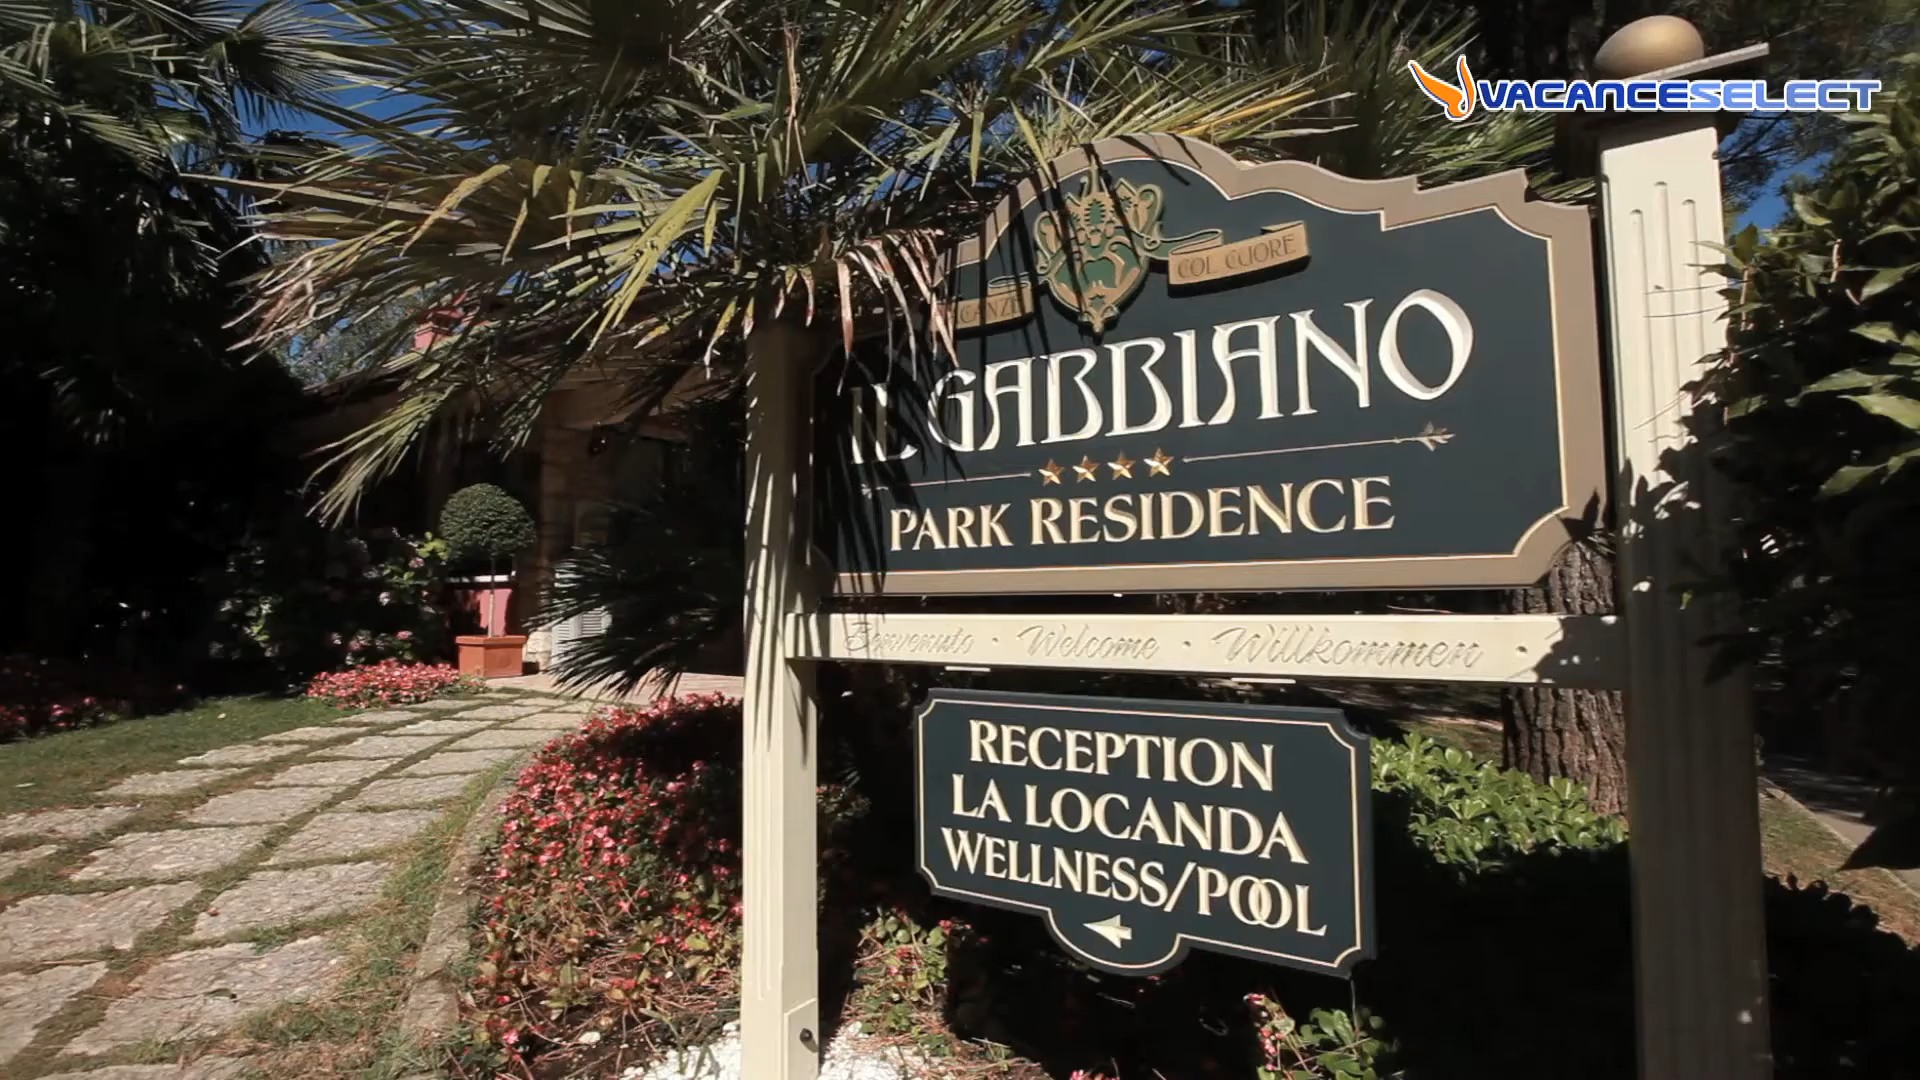 VACANCESELECT
COL CUORE
IL GABBIANO
PARK RESIDENCE
Benvenuto · Welcome · Willkommen ·
RECEPTION
LA LOCANDA
WELLNESS/POOL